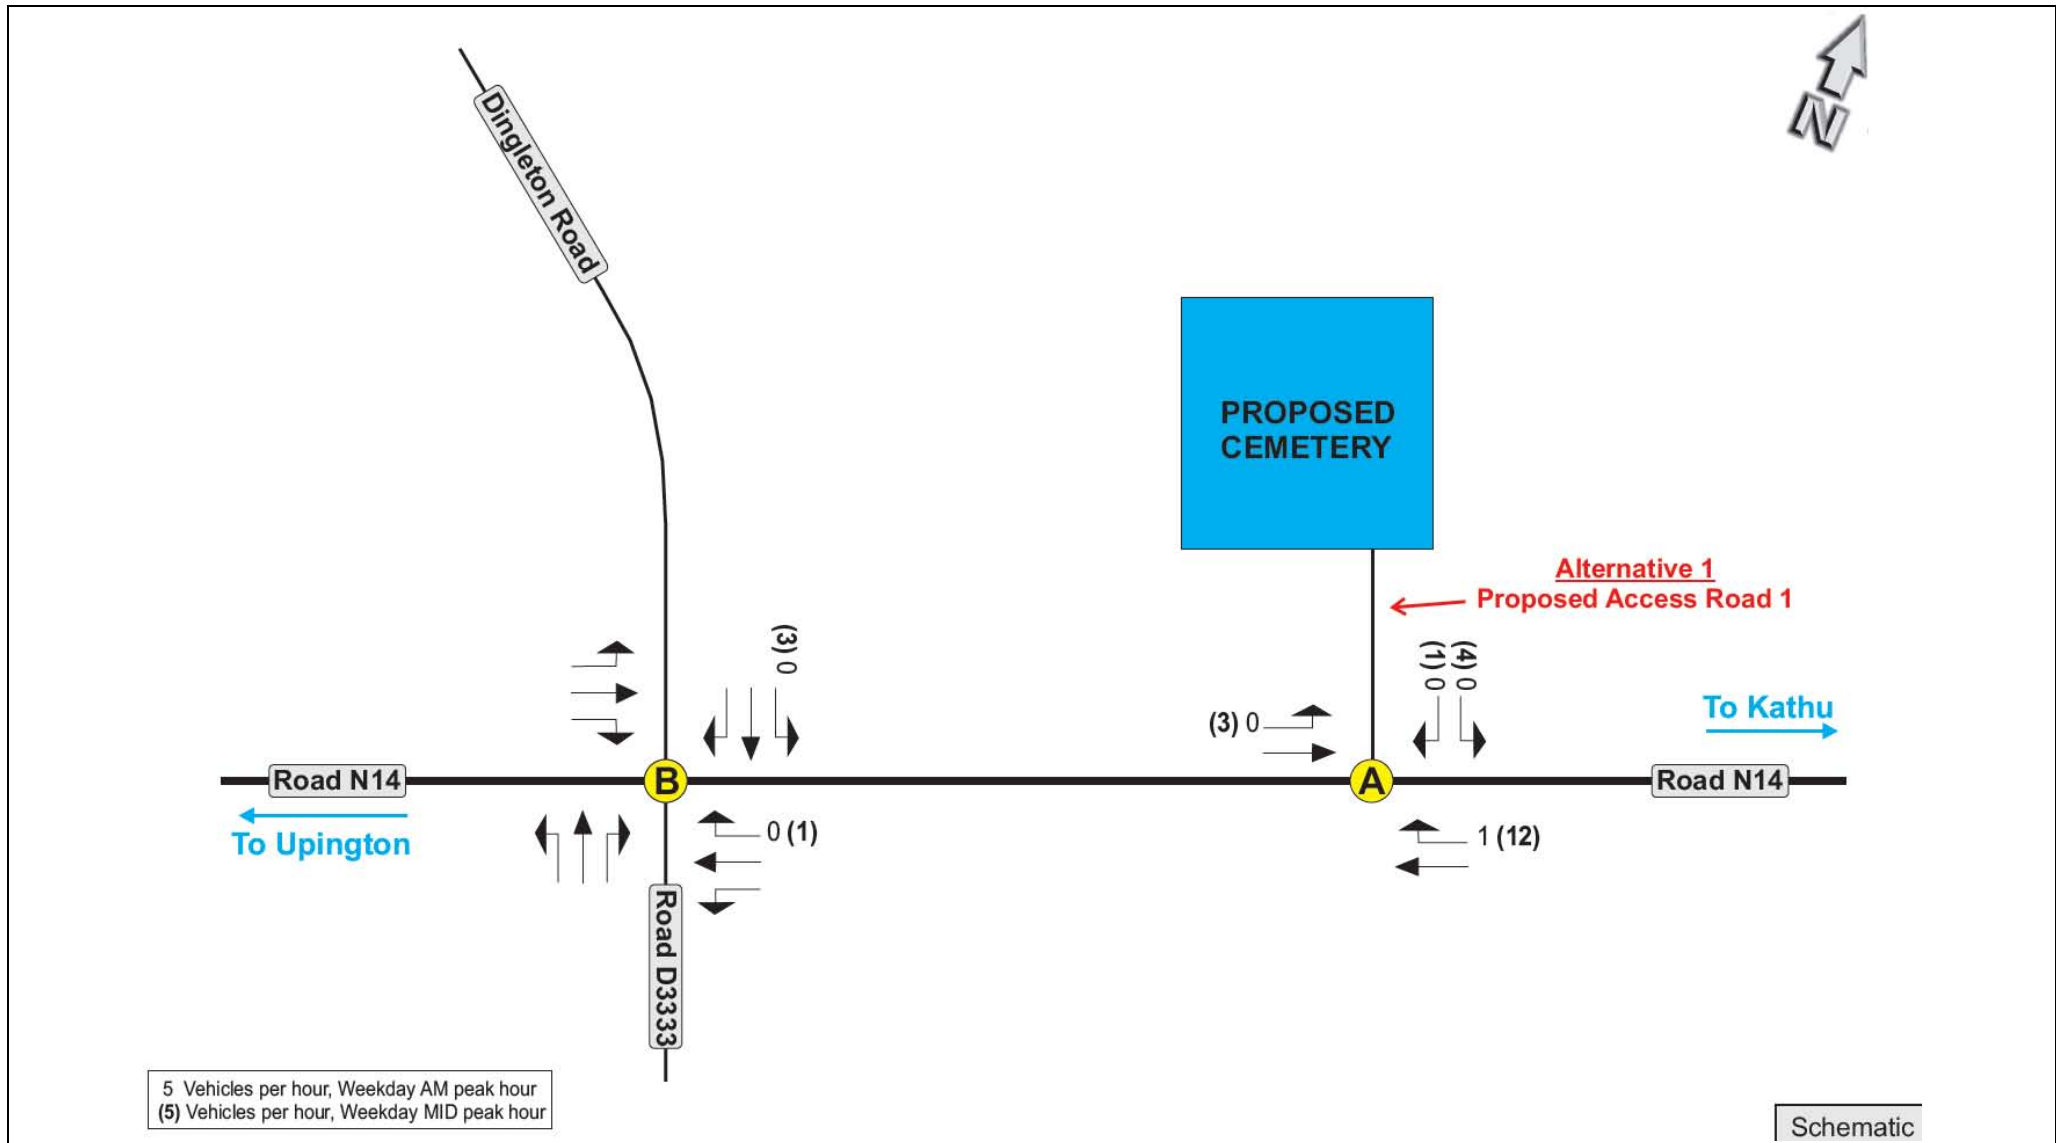 N
Dingleton Road
PROPOSED
CEMETERY
Alternative 1
Proposed Access Road 1
(3) 0
(1) 0
(4) 0
To Kathu
(3) 0
Road N14
B
A
Road N14
To Upington
0 (1)
1 (12)
Road D3333
5 Vehicles per hour, Weekday AM peak hour
(5) Vehicles per hour, Weekday MID peak hour
Schematic